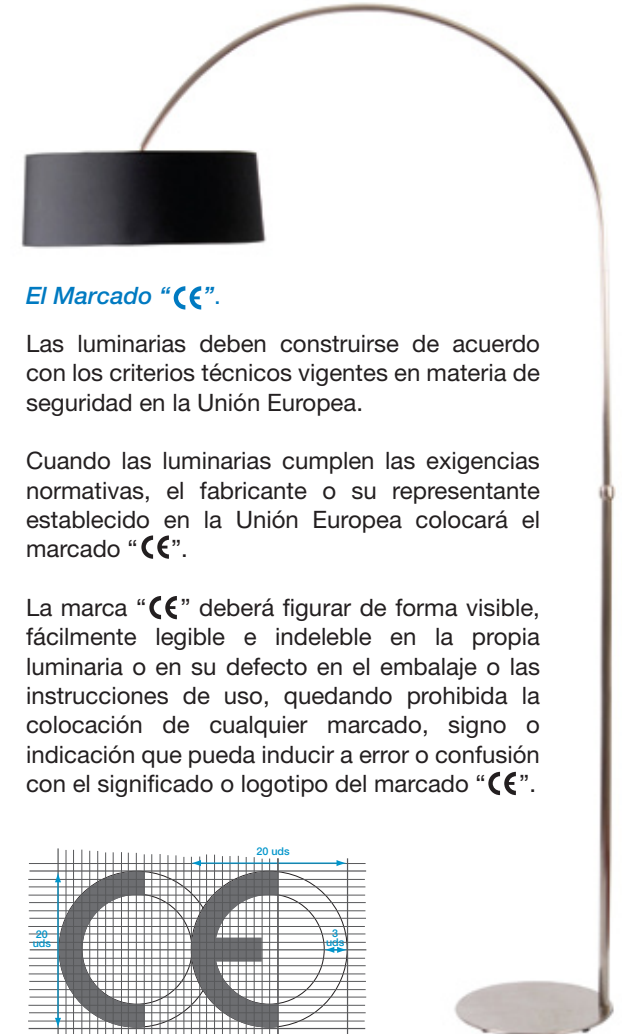 El Marcado “CE”.
Las luminarias deben construirse de acuerdo
con los criterios técnicos vigentes en materia de
seguridad en la Unión Europea.
Cuando las luminarias cumplen las exigencias
normativas, el fabricante o su representante
establecido en la Unión Europea colocará el
marcado “CE”.
La marca “CE” deberá figurar de forma visible,
fácilmente legible e indeleble en la propia
luminaria o en su defecto en el embalaje o las
instrucciones de uso, quedando prohibida la
colocación de cualquier marcado, signo o
indicación que pueda inducir a error o confusión
con el significado o logotipo del marcado “CE”.
20 uds
20
uds
CE
3
uds